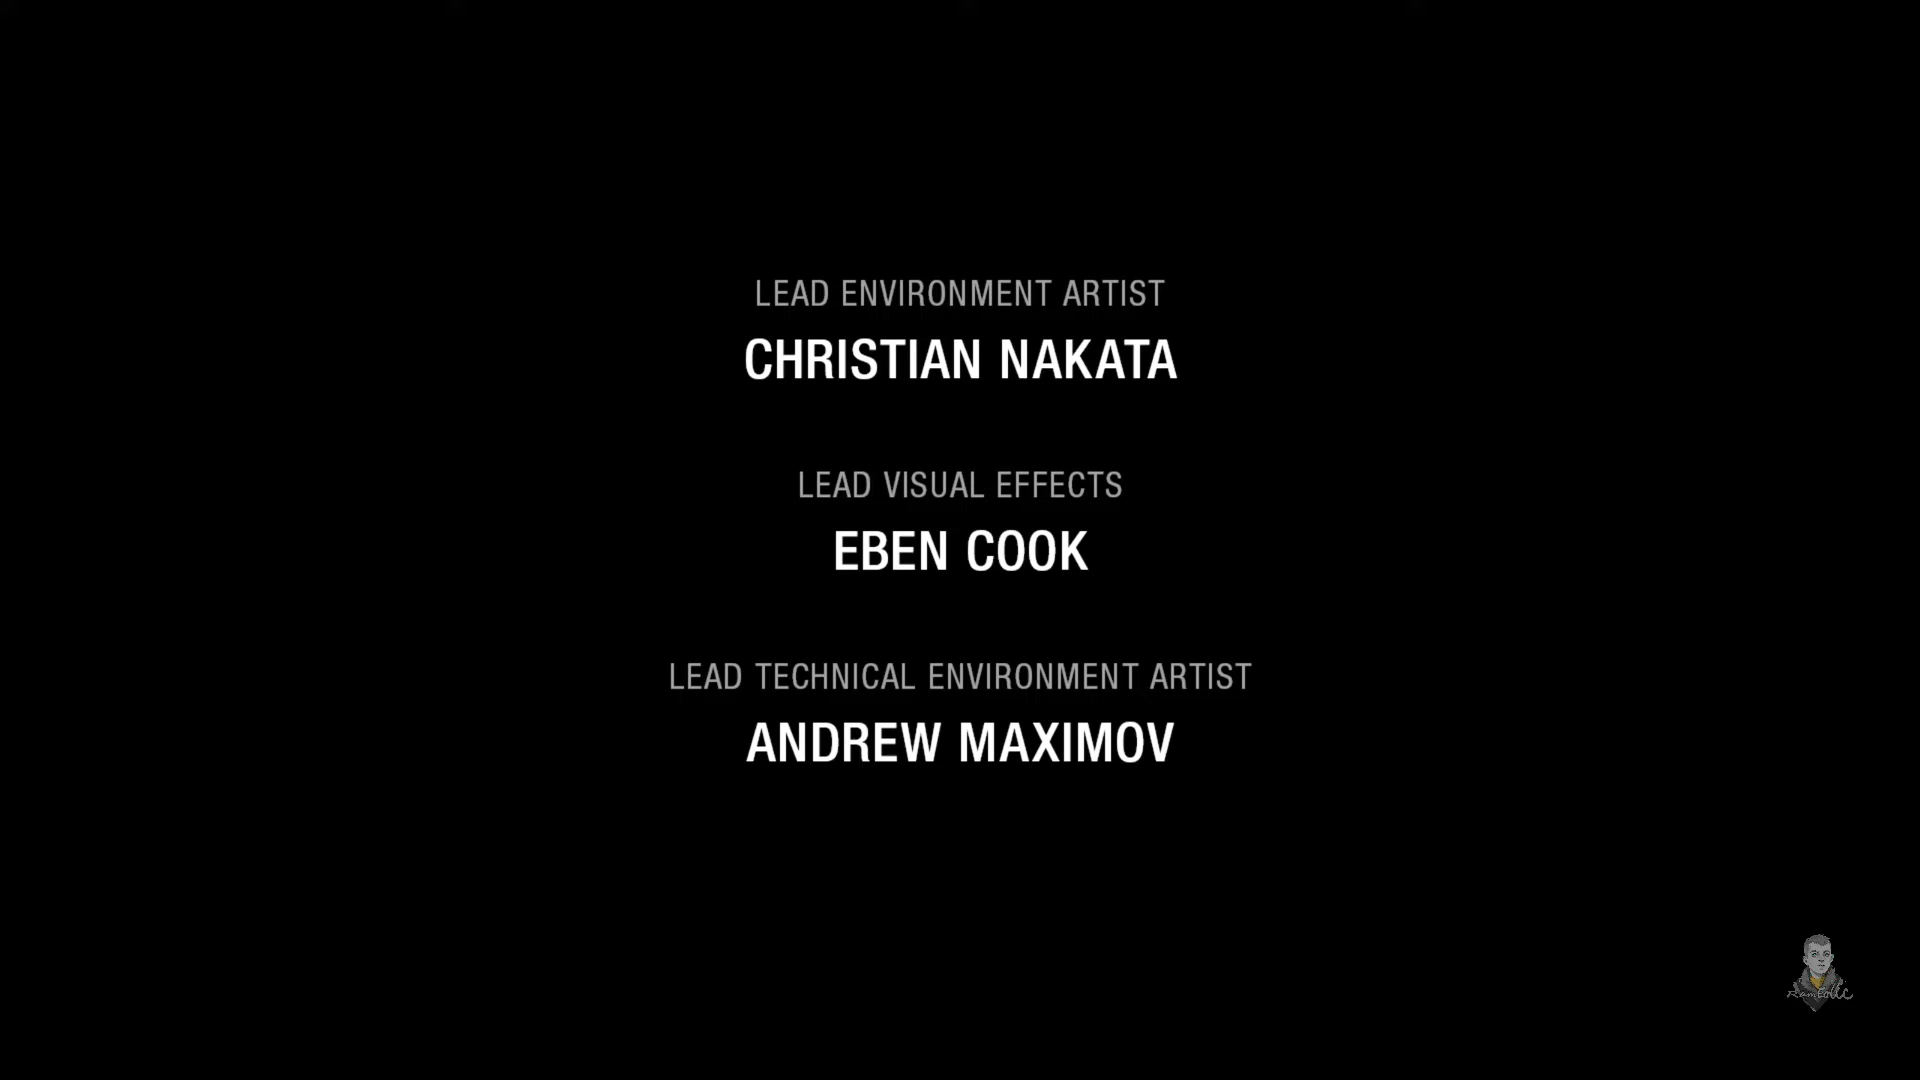 LEAD ENVIRONMENT ARTIST
CHRISTIAN NAKATA
LEAD VISUAL EFFECTS
EBEN COOK
LEAD TECHNICAL ENVIRONMENT ARTIST
ANDREW MAXIMOV